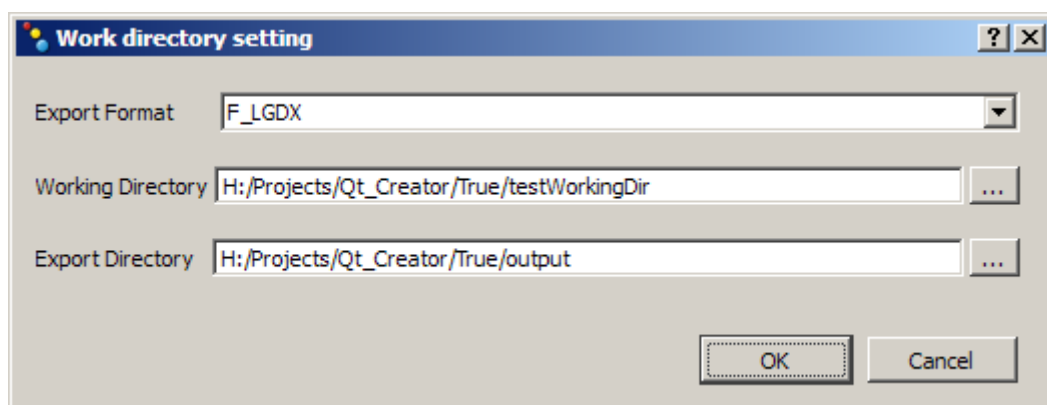 Work directory setting
Export Format F_LGDX
Working Directory H:/Projects/Qt_Creator/True/testWorkingDir ...
Export Directory H:/Projects/Qt_Creator/True/output ...
OK Cancel